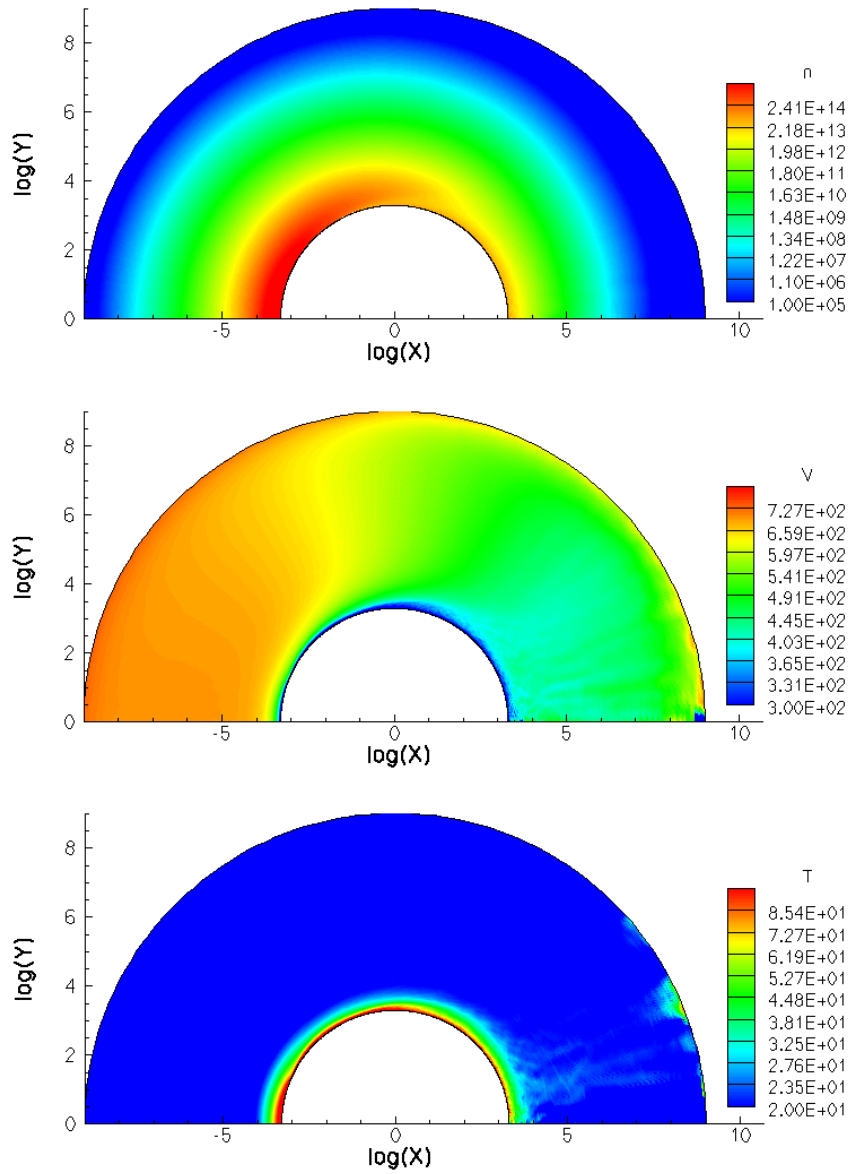 n
8
6
4
2
0
log(Y)
-5
0
5
10
log(X)
2.41E+14
2.18E+13
1.98E+12
1.80E+11
1.63E+10
1.48E+09
1.34E+08
1.22E+07
1.10E+06
1.00E+05
V
8
6
4
2
0
log(Y)
-5
0
5
10
log(X)
7.27E+02
6.59E+02
5.97E+02
5.41E+02
4.91E+02
4.45E+02
4.03E+02
3.65E+02
3.31E+02
3.00E+02
T
8
6
4
2
0
log(Y)
-5
0
5
10
log(X)
8.54E+01
7.27E+01
6.19E+01
5.27E+01
4.48E+01
3.81E+01
3.25E+01
2.76E+01
2.35E+01
2.00E+01